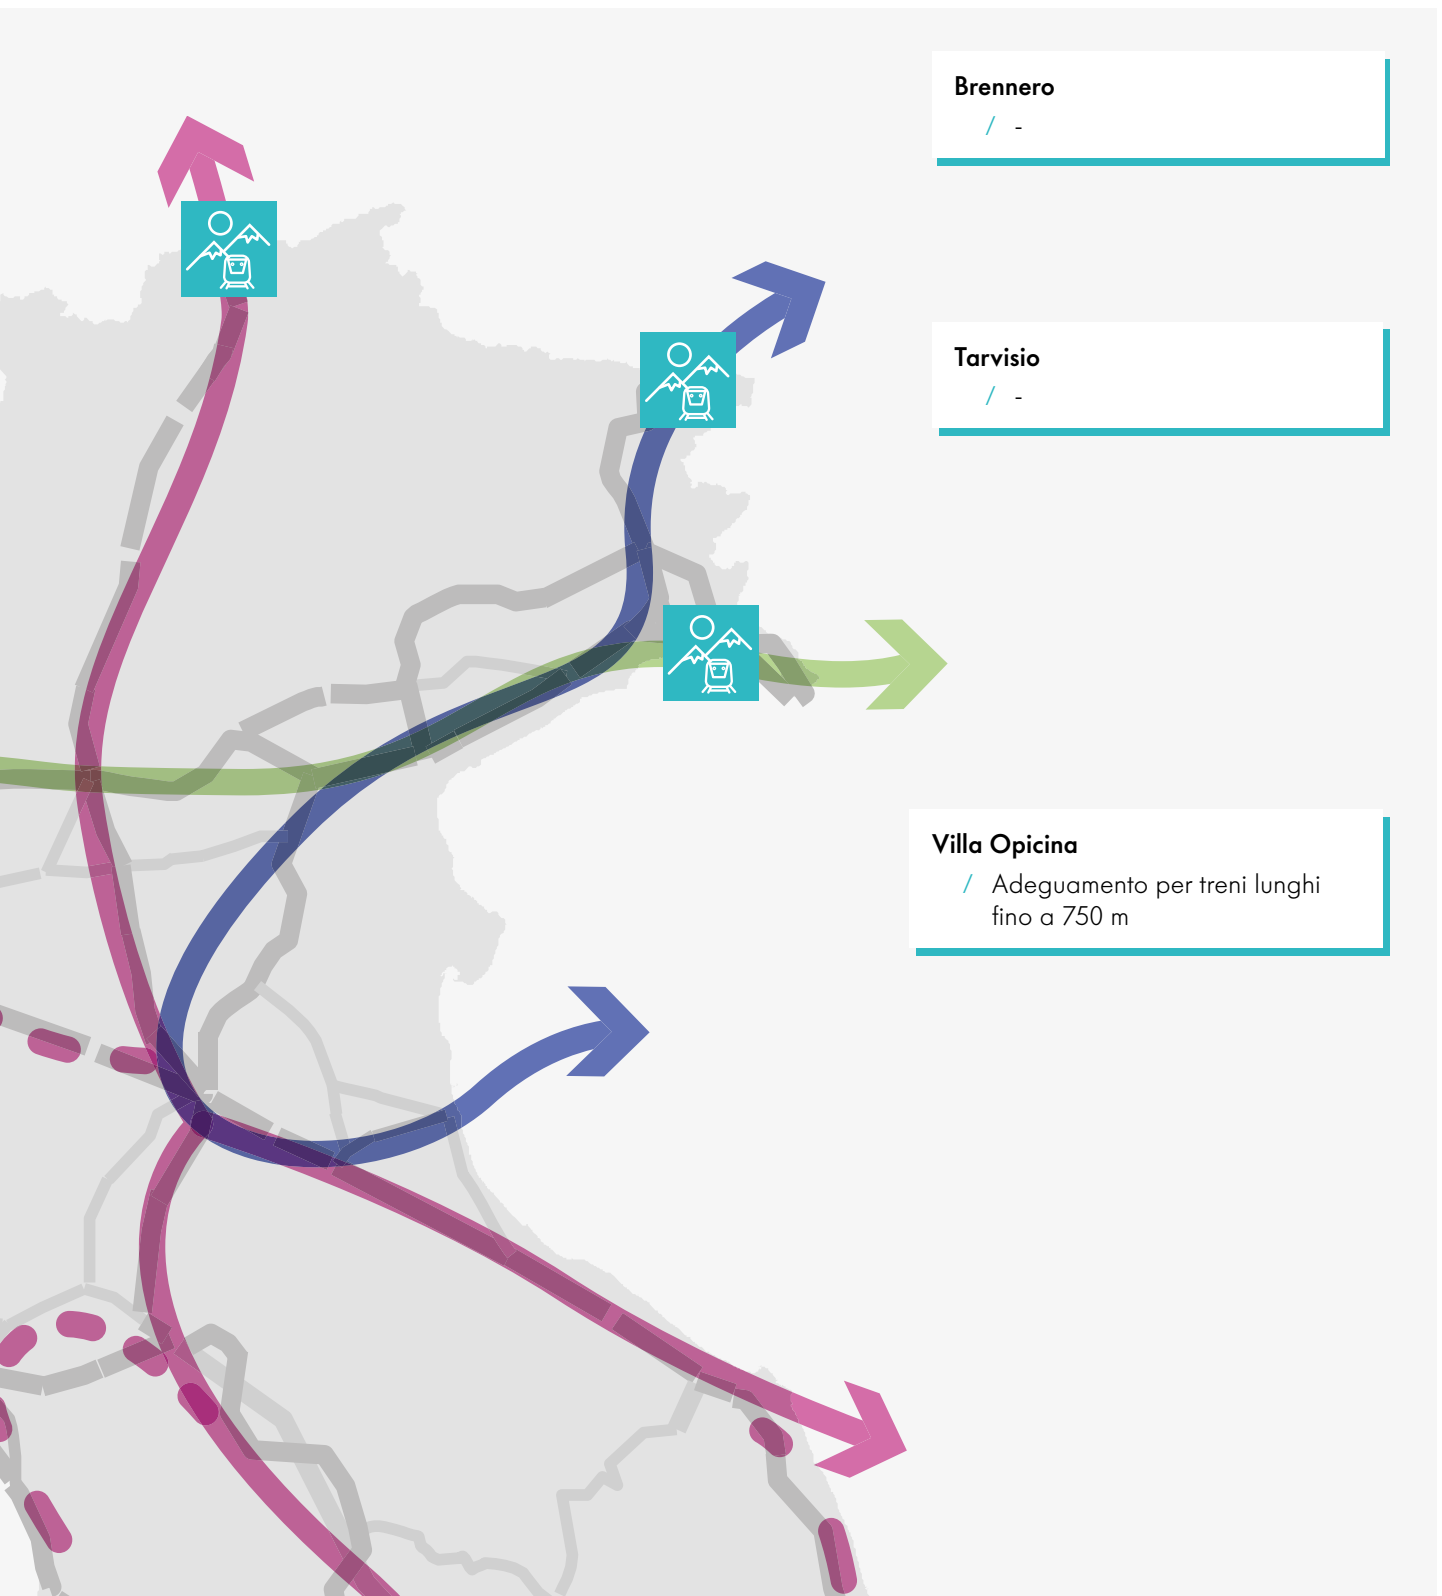 Brennero
/ -
Tarvisio
/ -
Villa Opicina
/ Adeguamento per treni lunghi
fino a 750 m